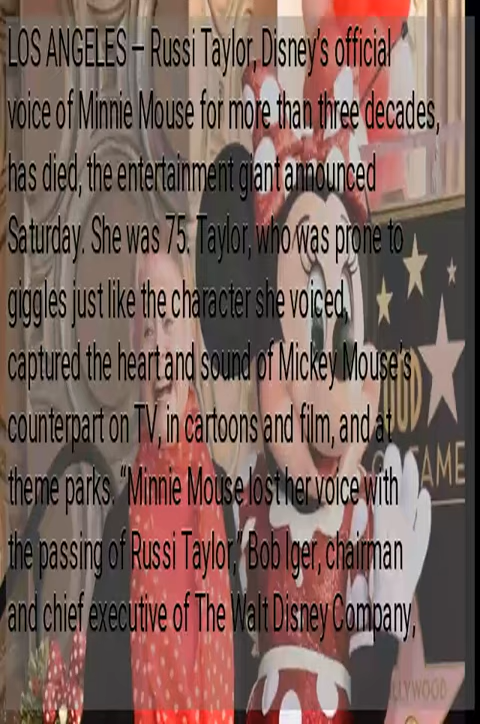 LOS ANGELES – Russi Taylor, Disney’s official
voice of Minnie Mouse for more than three decades,
has died, the entertainment giant announced
Saturday. She was 75. Taylor, who was prone to
giggles just like the character she voiced,
captured the heart and sound of Mickey Mouse’s
counterpart on TV, in cartoons and film, and at
theme parks. “Minnie Mouse lost her voice with
the passing of Russi Taylor,” Bob Iger, chairman
and chief executive of The Walt Disney Company,
OUD
AME
LLYWOOD